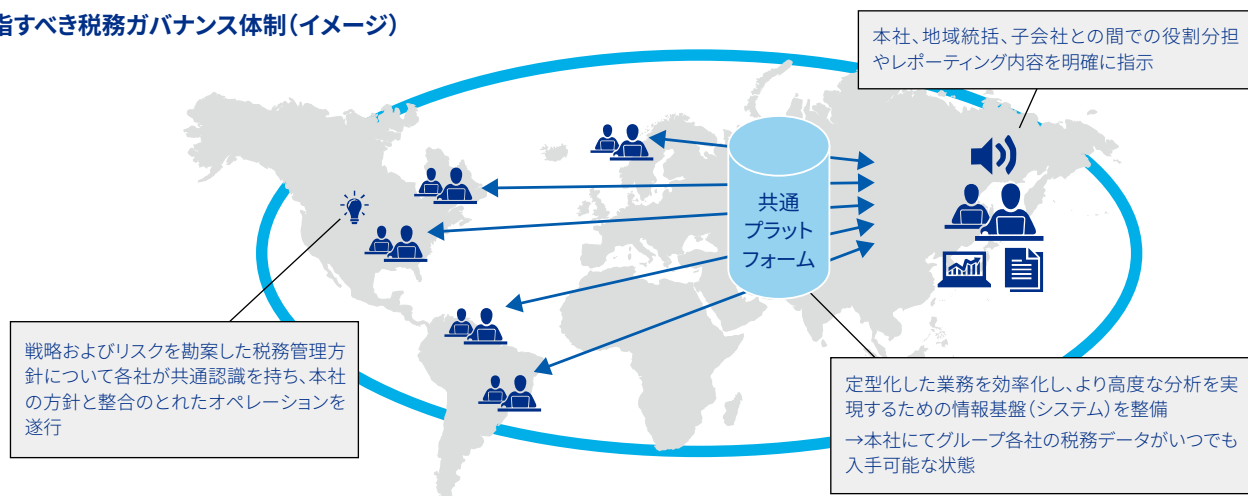 指すべき税務ガバナンス体制（イメージ）
本社、地域統括、子会社との間での役割分担
やレポーティング内容を明確に指示
共通
プラット
フォーム
戦略およびリスクを勘案した税務管理方
針について各社が共通認識を持ち、本社
の方針と整合のとれたオペレーションを
遂行
定型化した業務を効率化し、より高度な分析を実
現するための情報基盤（システム）を整備
→本社にてグループ各社の税務データがいつでも
入手可能な状態